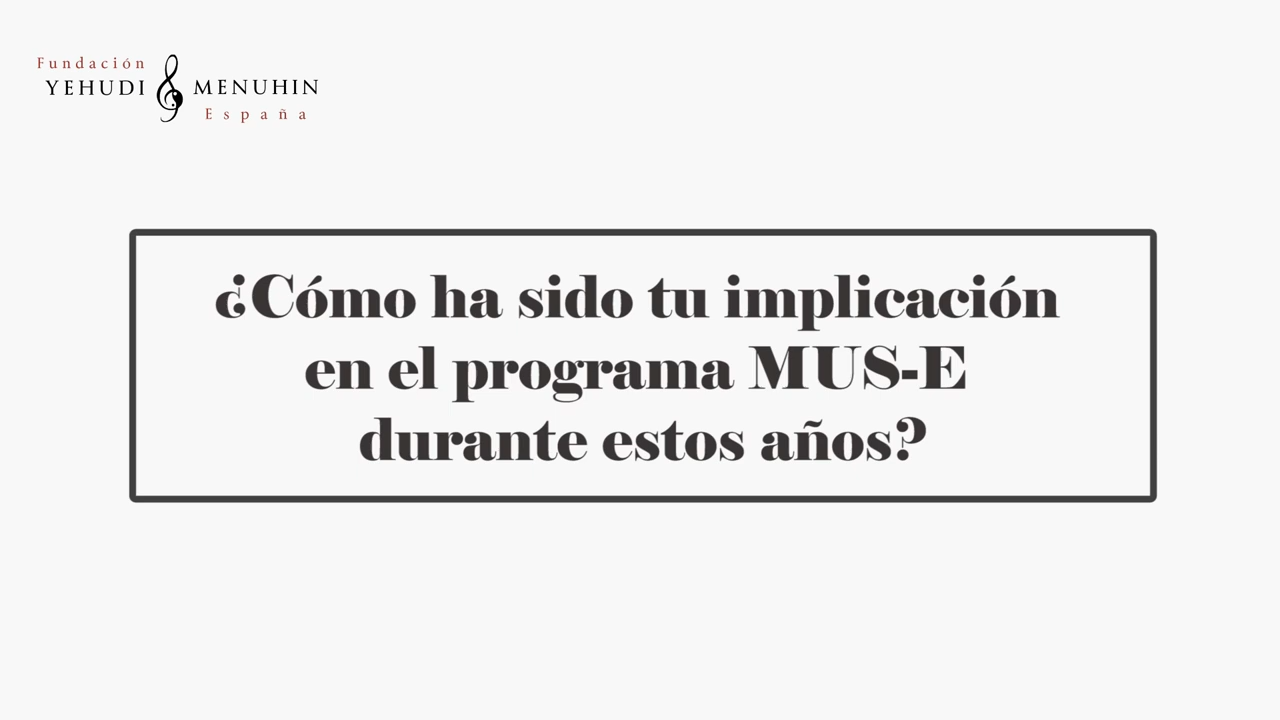 Fundación
YEHUDI MENUHIN
España
¿Cómo ha sido tu implicación
en el programa MUS-E
durante estos años?